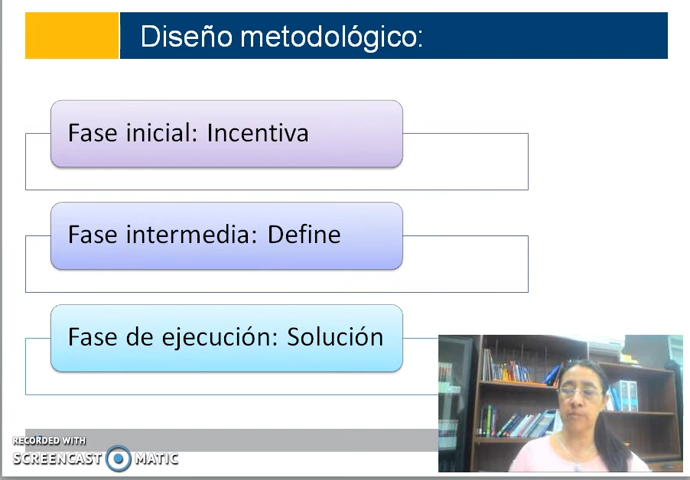 Diseño metodológico:
Fase inicial: Incentiva
Fase intermedia: Define
Fase de ejecución: Solución
RECORDED WITH
SCREENCAST MATIC